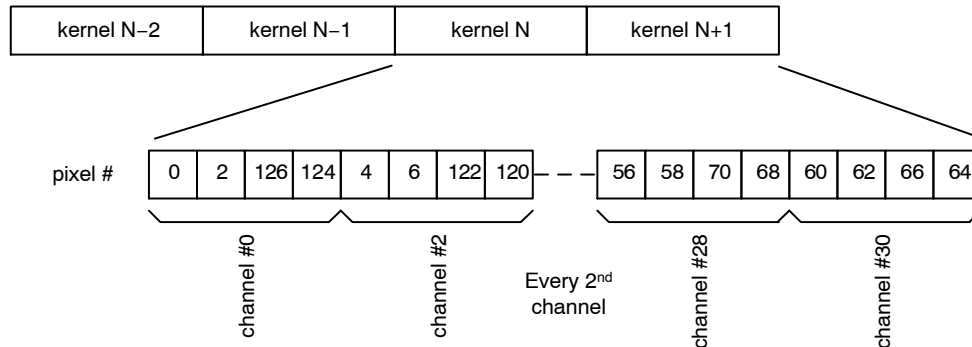 kernel N−2 kernel N−1 kernel N kernel N+1
pixel # 0 2 126 124 4 6 122 120 56 58 70 68 60 62 66 64
channel #0
channel #2
Every 2nd
channel
channel #28
channel #30